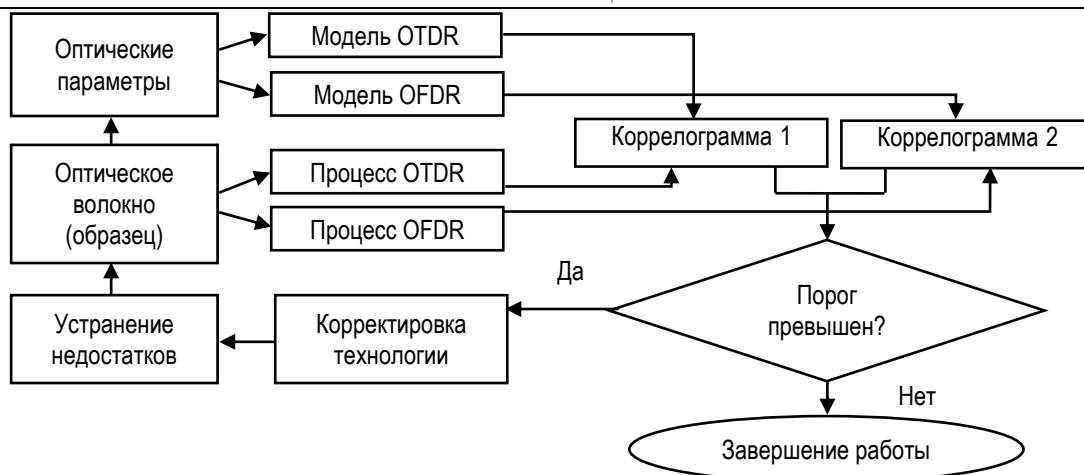 Оптические
параметры
Модель OTDR
Модель OFDR
Коррелограмма 1
Коррелограмма 2
Оптическое
волокно
(образец)
Процесс OTDR
Процесс OFDR
Да
Порог
превышен?
Устранение
недостатков
Корректировка
технологии
Нет
Завершение работы